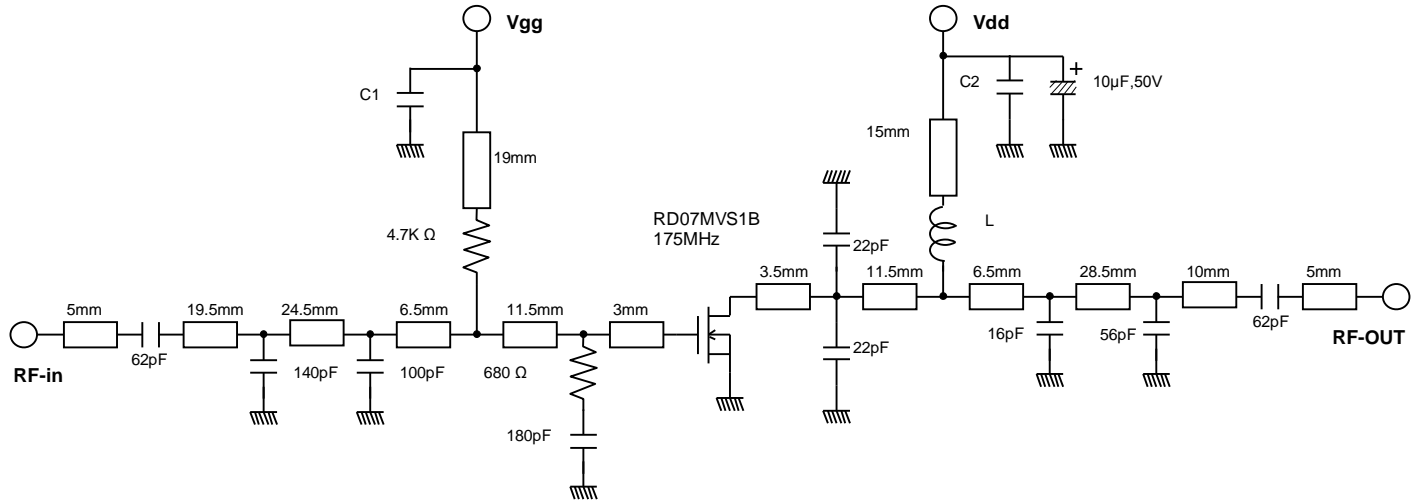 Vgg
Vdd
C1
C2
10µF,50V
19mm
15mm
4.7K Ω
RD07MVS1B
175MHz
22pF
L
3.5mm
11.5mm
6.5mm
28.5mm
10mm
5mm
5mm
62pF
19.5mm
24.5mm
6.5mm
11.5mm
3mm
RF-in
140pF
100pF
680 Ω
180pF
22pF
16pF
56pF
62pF
RF-OUT